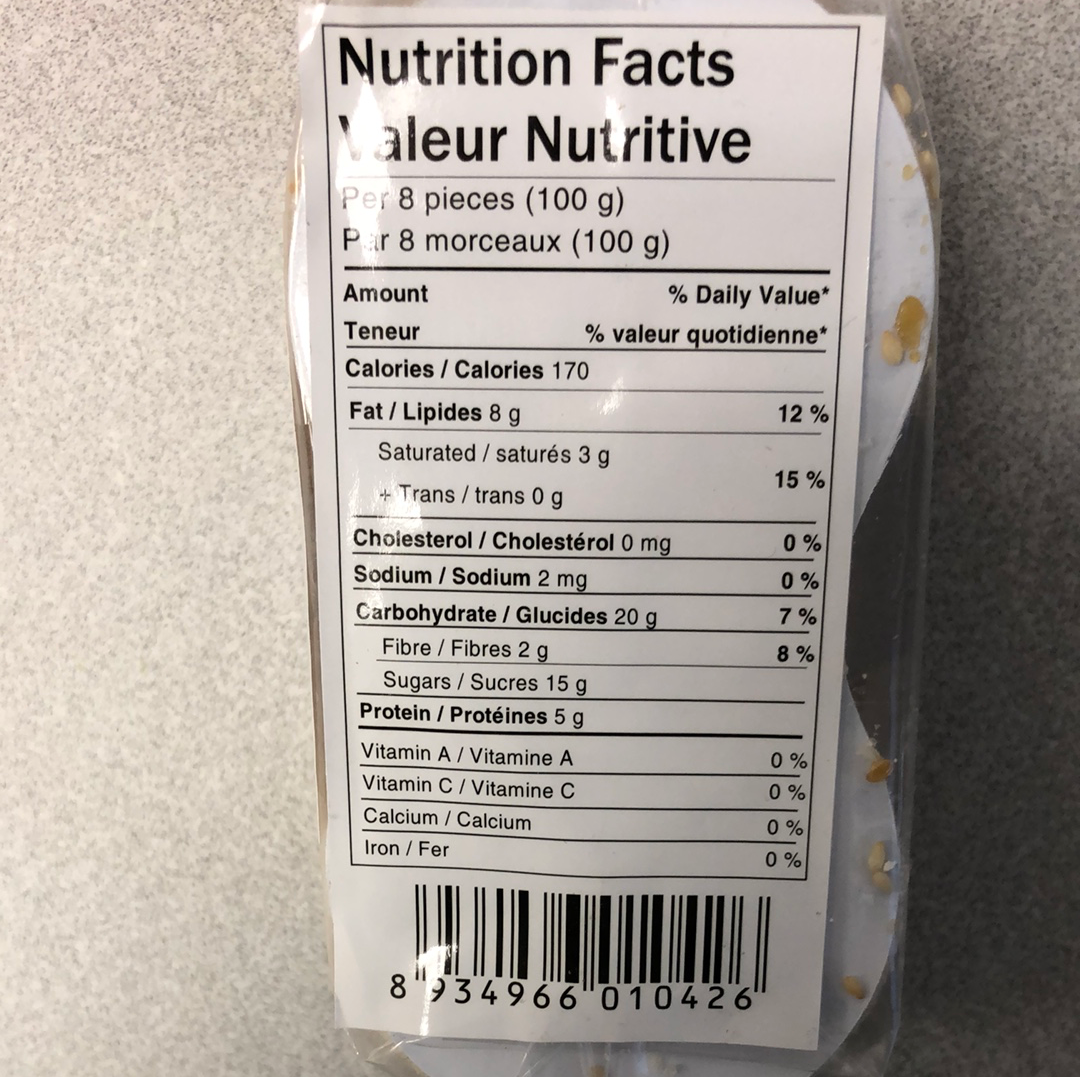 Nutrition Facts
Valeur Nutritive
Per 8 pieces (100 g)
Par 8 morceaux (100 g)
Amount % Daily Value*
Teneur % valeur quotidienne*
Calories / Calories 170
Fat / Lipides 8 g 12 %
Saturated / saturés 3 g
15 %
+ Trans / trans 0 g
Cholesterol / Cholestérol 0 mg 0 %
Sodium / Sodium 2 mg 0 %
Carbohydrate / Glucides 20 g 7 %
Fibre / Fibres 2 g 8 %
Sugars / Sucres 15 g
Protein / Protéines 5 g
Vitamin A / Vitamine A 0 %
Vitamin C / Vitamine C 0 %
Calcium / Calcium 0 %
Iron / Fer 0 %
8 934966 010426